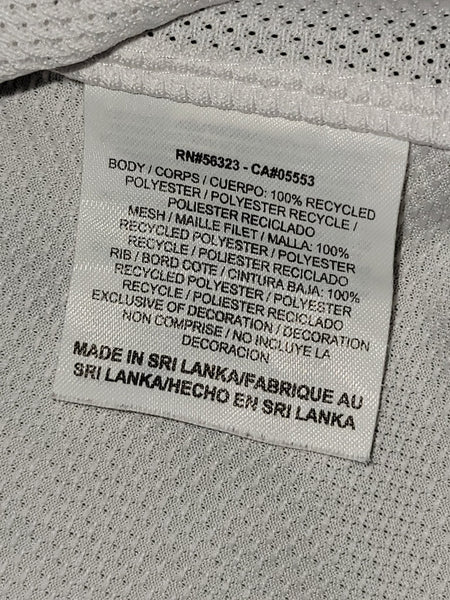 RN#56323 - CA#05553
BODY / CORPS / CUERPO: 100% RECYCLED
POLYESTER / POLYESTER RECYCLE /
POLIESTER RECICLADO
MESH / MAILLE FILET / MALLA: 100%
RECYCLED POLYESTER / POLYESTER
RECYCLE / POLIESTER RECICLADO
RIB / BORD COTE / CINTURA BAJA: 100%
RECYCLED POLYESTER / POLYESTER
RECYCLE / POLIESTER RECICLADO
EXCLUSIVE OF DECORATION / DECORATION
NON COMPRISE / NO INCLUYE LA
DECORACION
MADE IN SRI LANKA/FABRIQUE AU
SRI LANKA/HECHO EN SRI LANKA